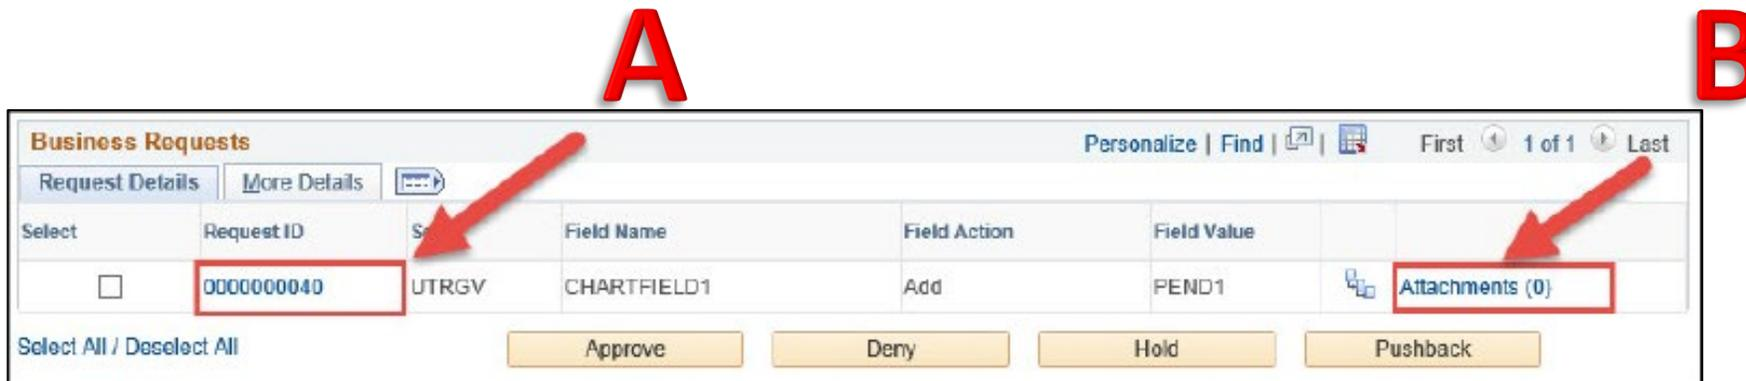 A
B
Business Requests Personalize | Find | | First 1 of 1 Last
Request Details More Details
Select Request ID Field Name Field Action Field Value
0000000040 UTRGV CHARTFIELD1 Add PEND1 Attachments (0)
Select All / Deselect All Approve Deny Hold Pushback